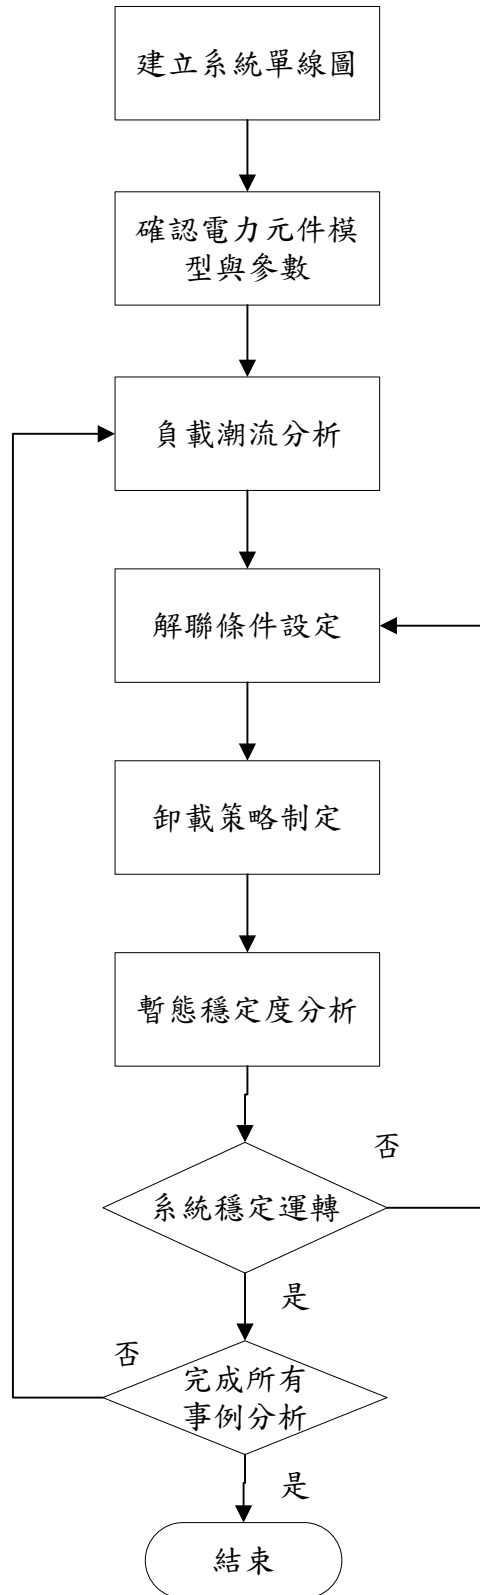 建立系統單線圖
確認電力元件模
型與參數
負載潮流分析
解聯條件設定
卸載策略制定
暫態穩定度分析
否
系統穩定運轉
是
否
完成所有
事例分析
是
結束